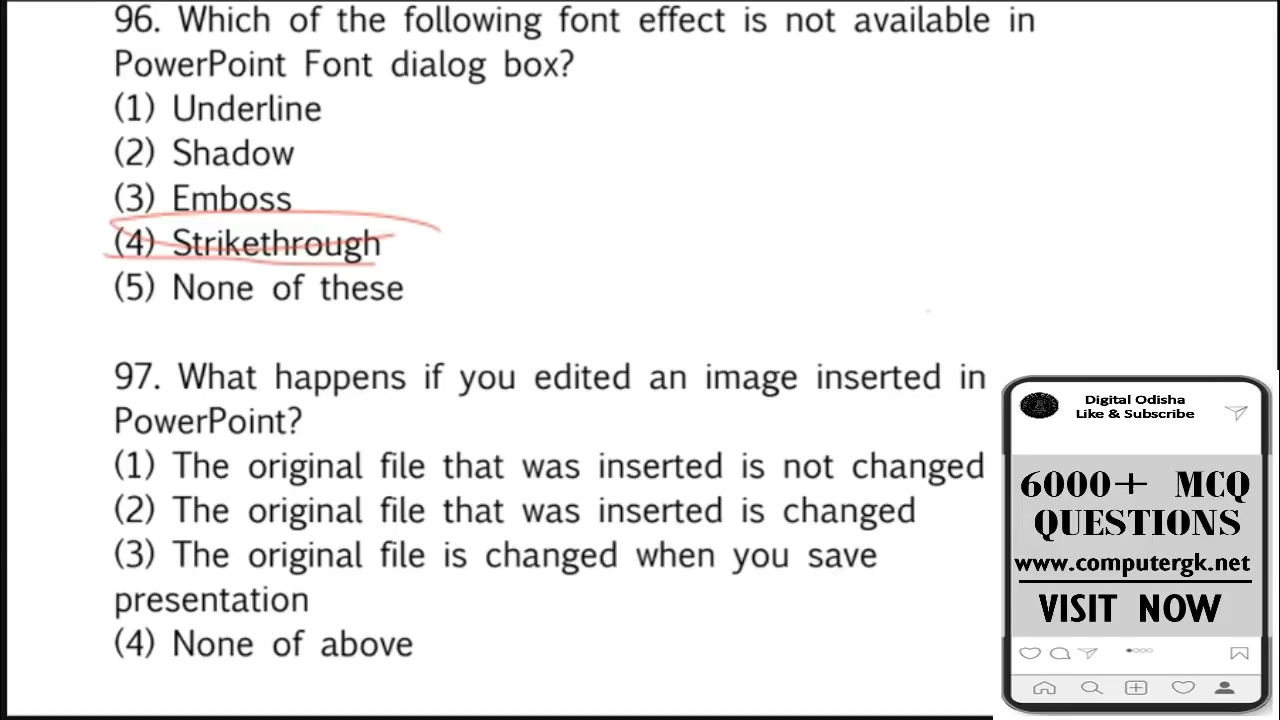 96. Which of the following font effect is not available in
PowerPoint Font dialog box?
(1) Underline
(2) Shadow
(3) Emboss
(4) Strikethrough
(5) None of these
97. What happens if you edited an image inserted in
PowerPoint?
(1) The original file that was inserted is not changed
(2) The original file that was inserted is changed
(3) The original file is changed when you save
presentation
(4) None of above
Digital Odisha
Like & Subscribe
6000+ MCQ
QUESTIONS
www.computergk.net
VISIT NOW